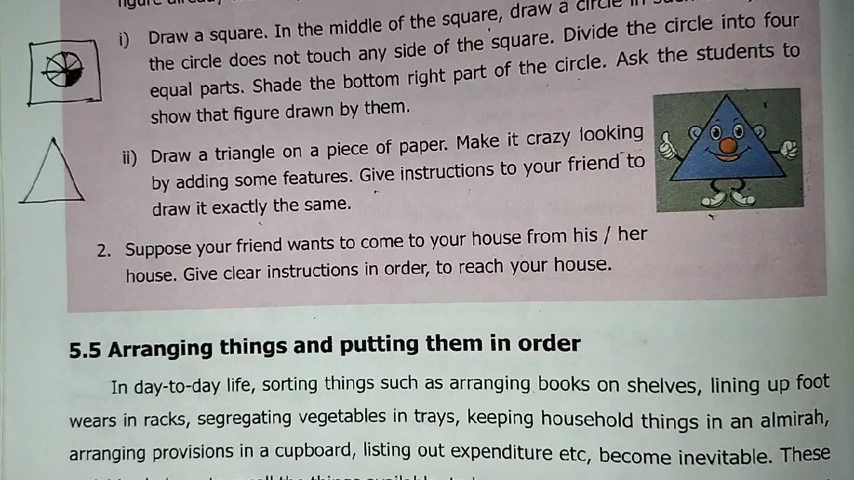 i) Draw a square. In the middle of the square, draw a circle in
the circle does not touch any side of the square. Divide the circle into four
equal parts. Shade the bottom right part of the circle. Ask the students to
show that figure drawn by them.
ii) Draw a triangle on a piece of paper. Make it crazy looking
by adding some features. Give instructions to your friend to
draw it exactly the same.
2. Suppose your friend wants to come to your house from his / her
house. Give clear instructions in order, to reach your house.
5.5 Arranging things and putting them in order
In day-to-day life, sorting things such as arranging books on shelves, lining up foot
wears in racks, segregating vegetables in trays, keeping household things in an almirah,
arranging provisions in a cupboard, listing out expenditure etc, become inevitable. These